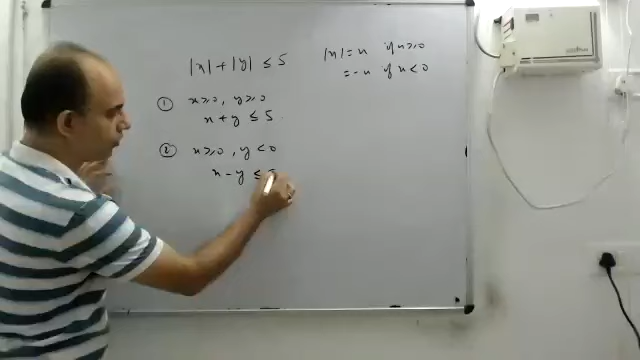 |x| + |y| ≤ 5
|x| = x if x ≥ 0
= -x if x < 0
① x ≥ 0, y ≥ 0
x + y ≤ 5
② x ≥ 0, y < 0
x - y ≤